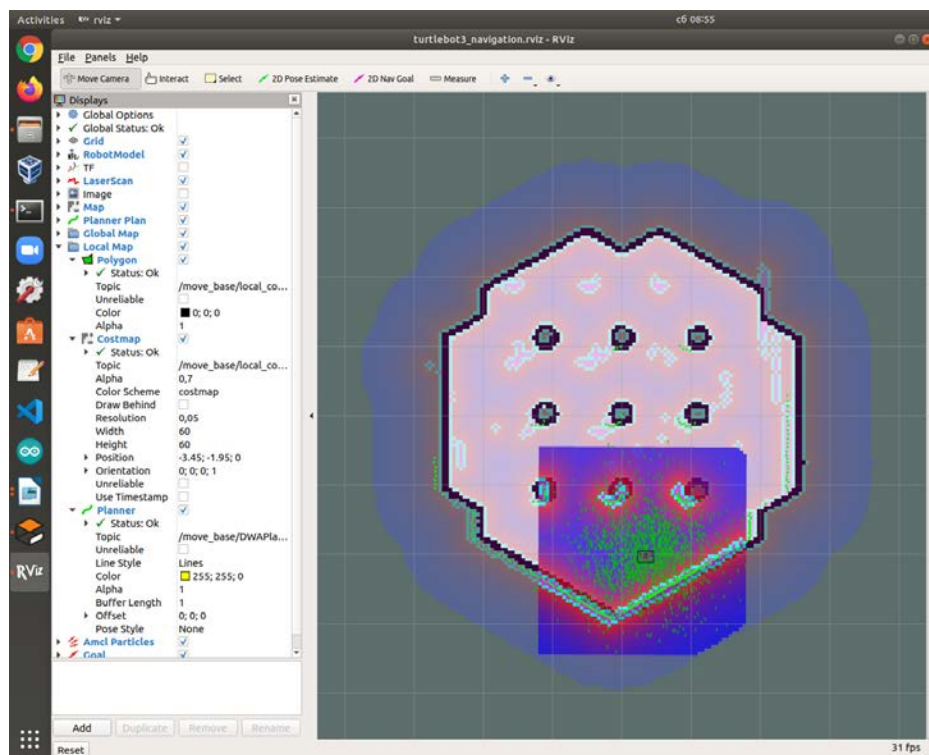 Activities RViz rviz сб 08:55
turtlebot3_navigation.rviz - RViz
File Panels Help
Move Camera Interact Select 2D Pose Estimate 2D Nav Goal Measure
Displays
Global Options
Global Status: Ok
Grid
RobotModel
TF
LaserScan
Image
Map
Planner Plan
Global Map
Local Map
Polygon
Status: Ok
Topic /move_base/local_co...
Unreliable
Color 0; 0; 0
Alpha 1
Costmap
Status: Ok
Topic /move_base/local_co...
Alpha 0,7
Color Scheme costmap
Draw Behind
Resolution 0,05
Width 60
Height 60
Position -3.45; -1.95; 0
Orientation 0; 0; 0; 1
Unreliable
Use Timestamp
Planner
Status: Ok
Topic /move_base/DWAPla...
Unreliable
Line Style Lines
Color 255; 255; 0
Alpha 1
Buffer Length 1
Offset 0; 0; 0
Pose Style None
Amcl Particles
Goal
RViz
Add Duplicate Remove Rename
Reset 31 fps